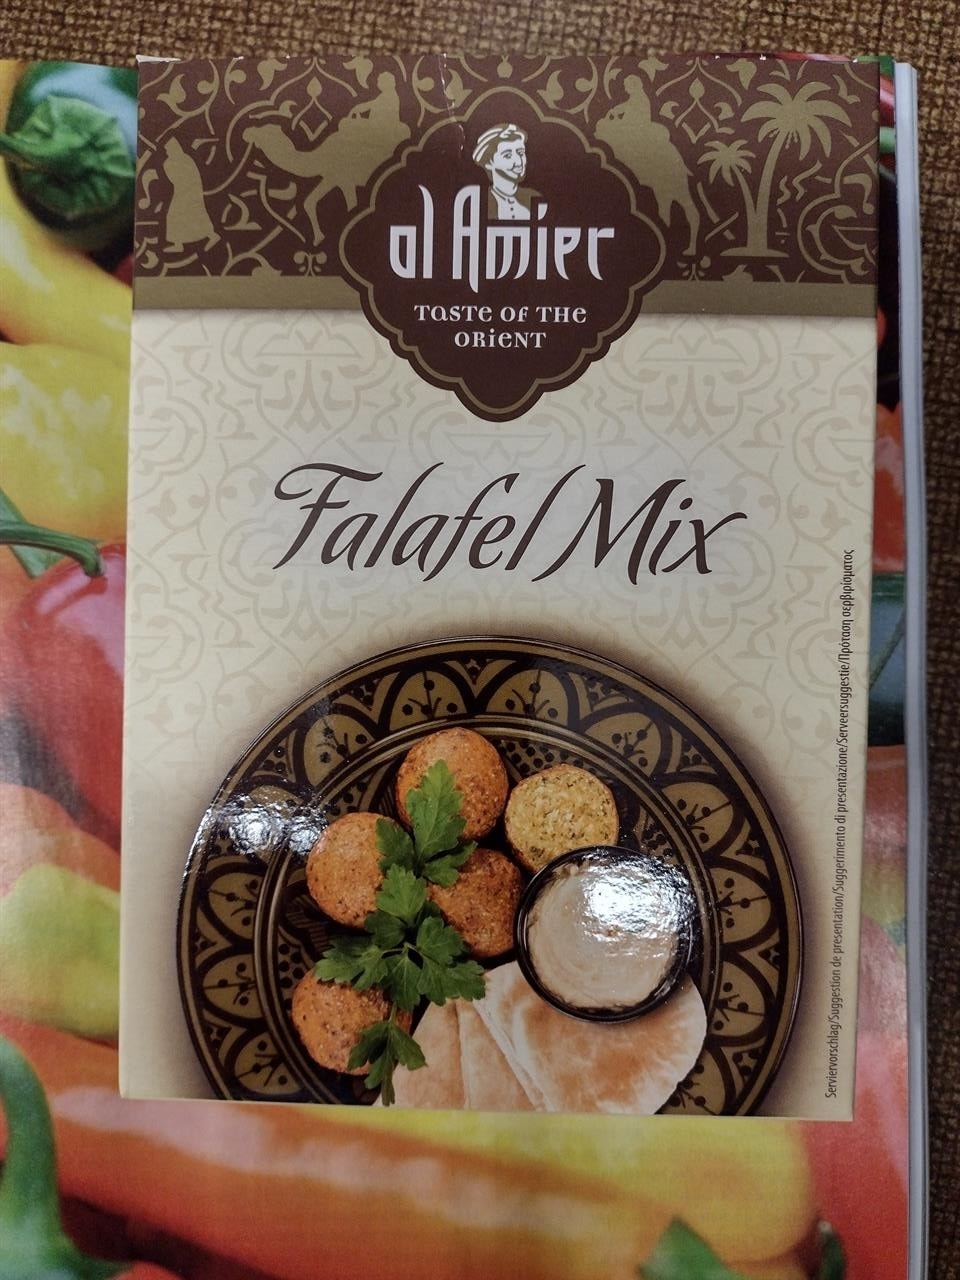 al Amier
TASTE OF THE
ORIENT
Falafel Mix
Serviervorschlag/Suggestion de presentation/Suggerimento di presentazione/Serveersuggestie/Πρόταση σερβιρίσματος